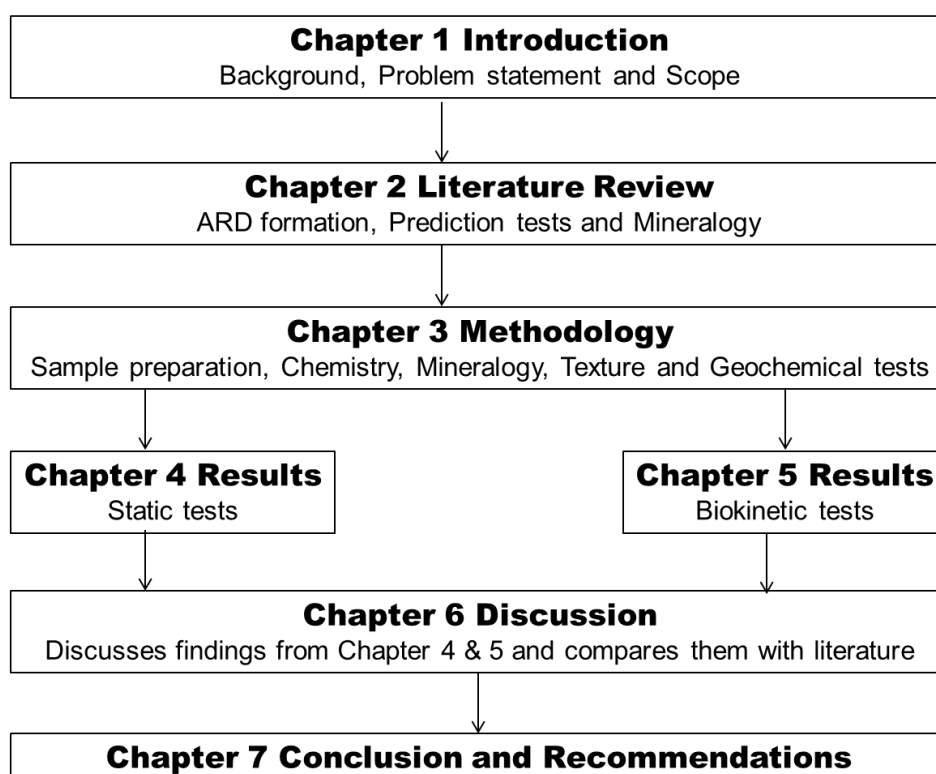 Chapter 1 Introduction
Background, Problem statement and Scope
Chapter 2 Literature Review
ARD formation, Prediction tests and Mineralogy
Chapter 3 Methodology
Sample preparation, Chemistry, Mineralogy, Texture and Geochemical tests
Chapter 4 Results
Static tests
Chapter 5 Results
Biokinetic tests
Chapter 6 Discussion
Discusses findings from Chapter 4 & 5 and compares them with literature
Chapter 7 Conclusion and Recommendations